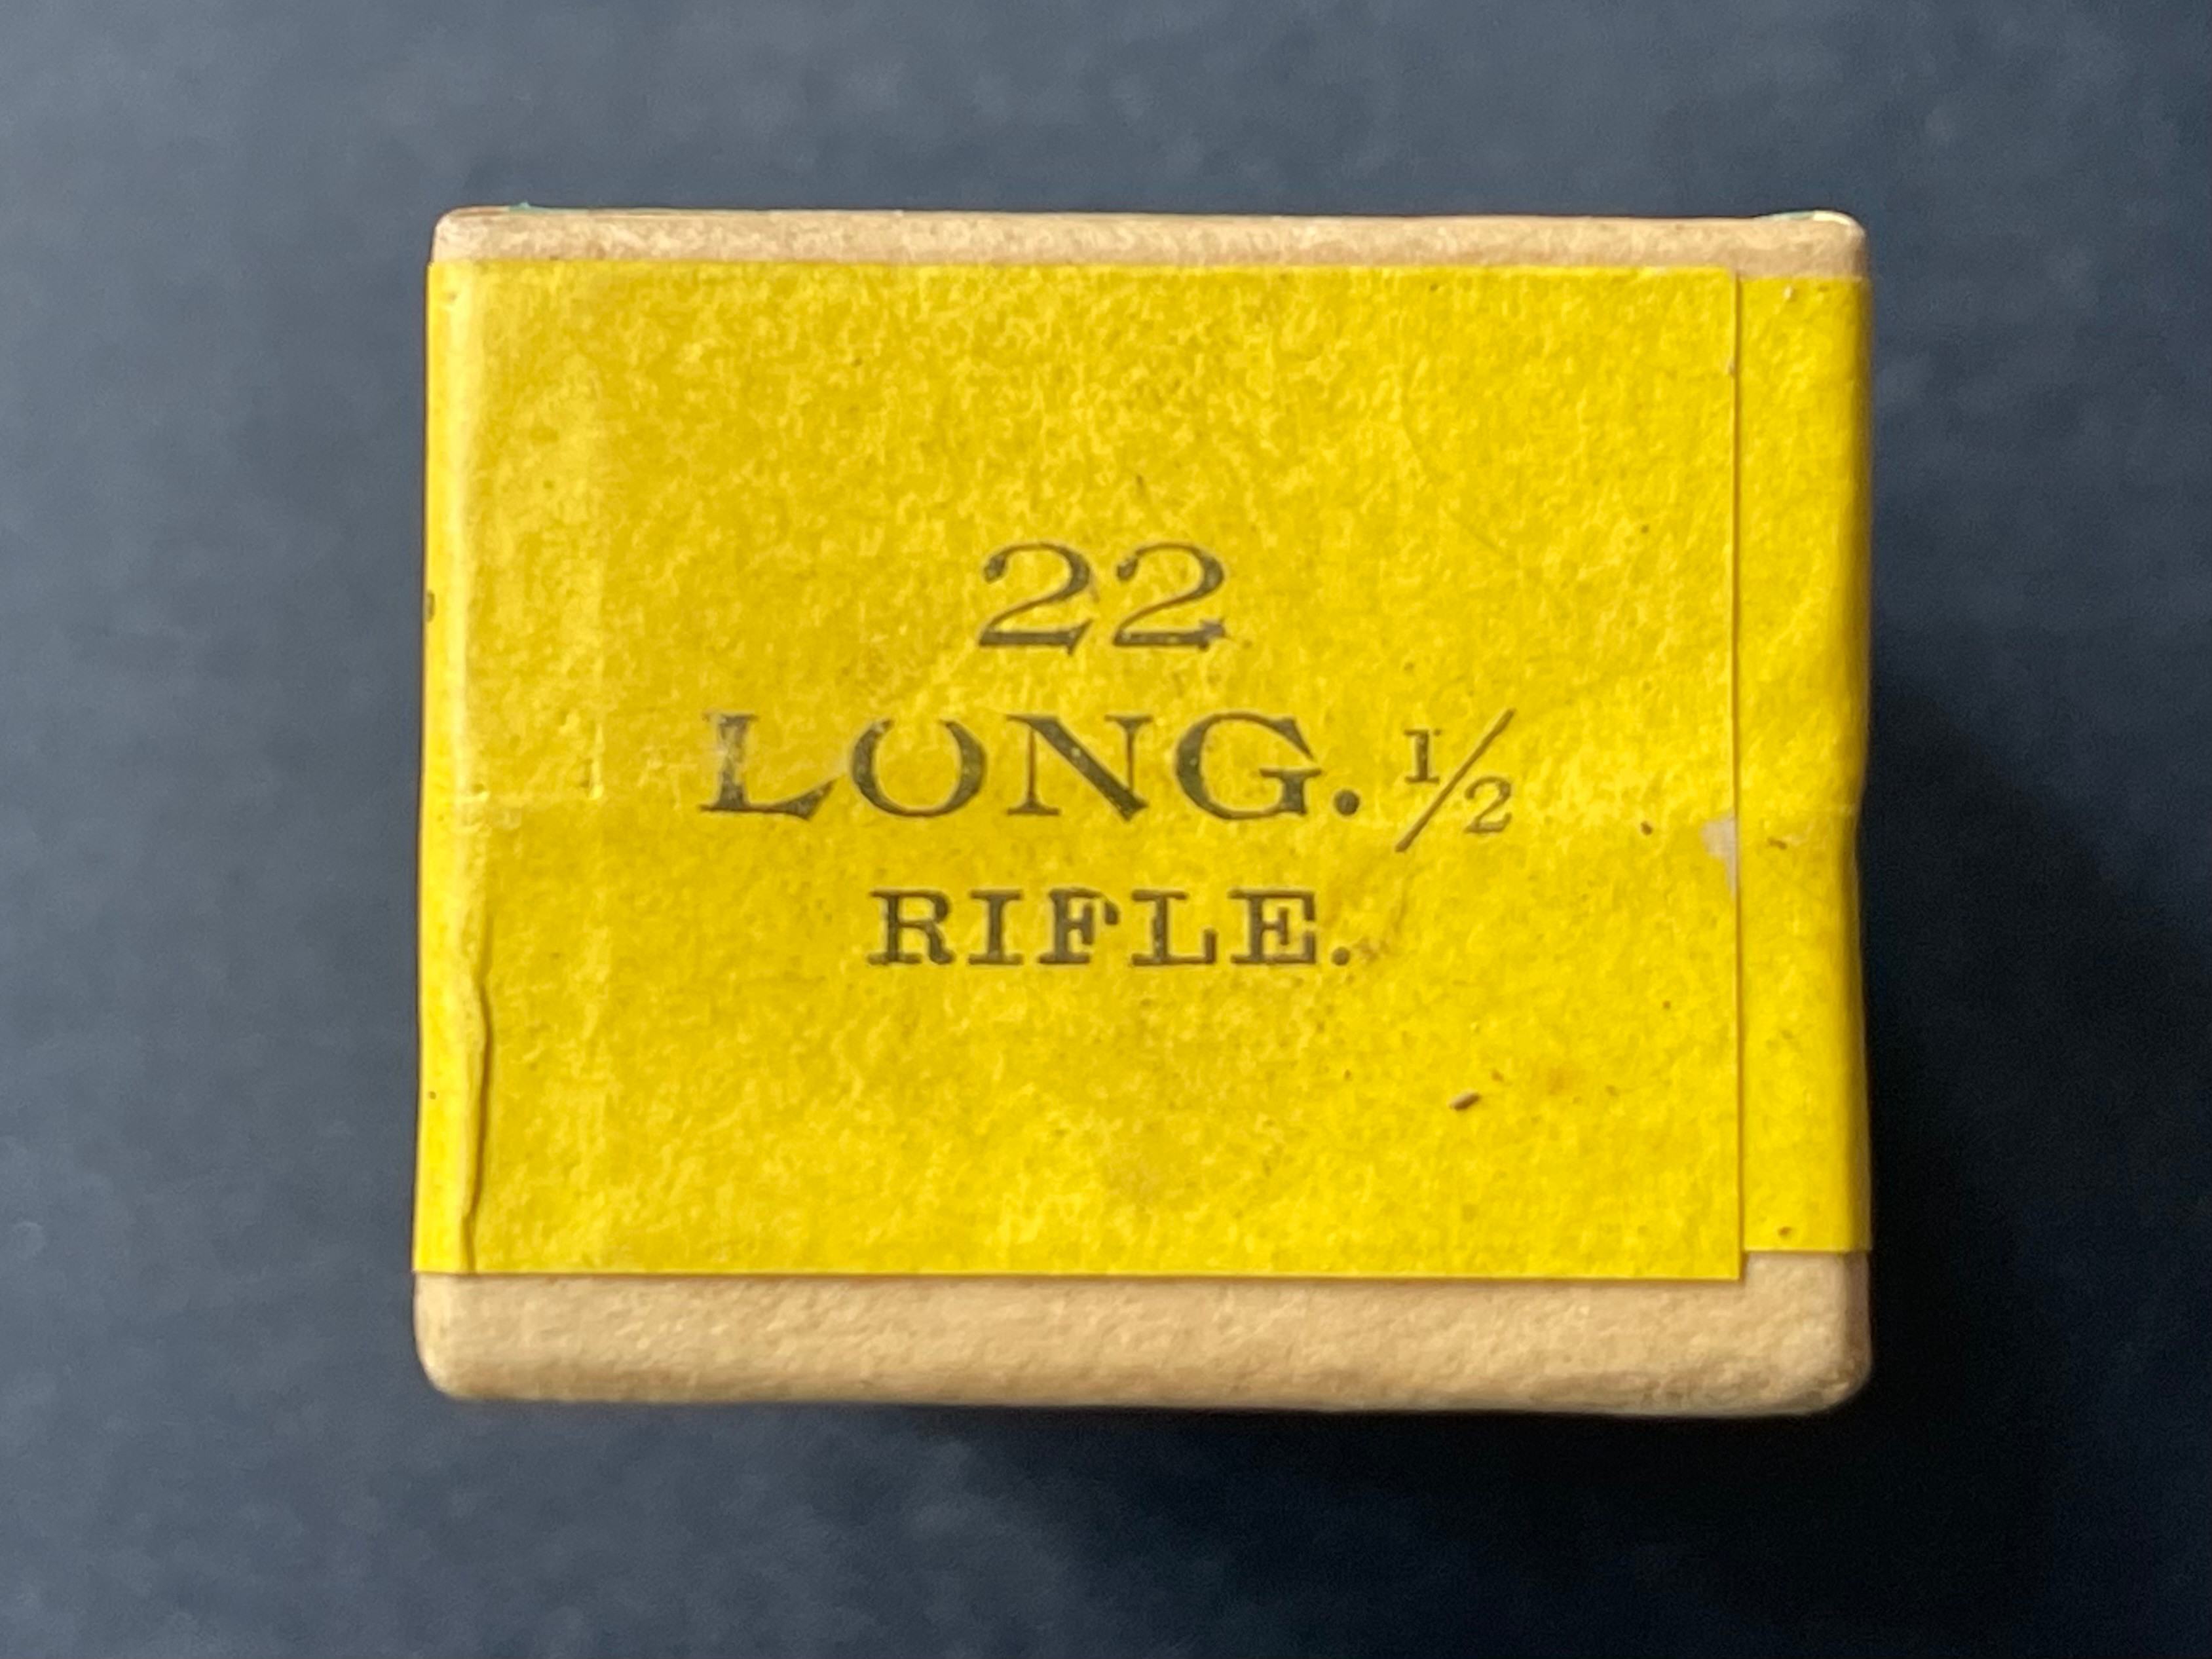 22
LONG. ½
RIFLE.